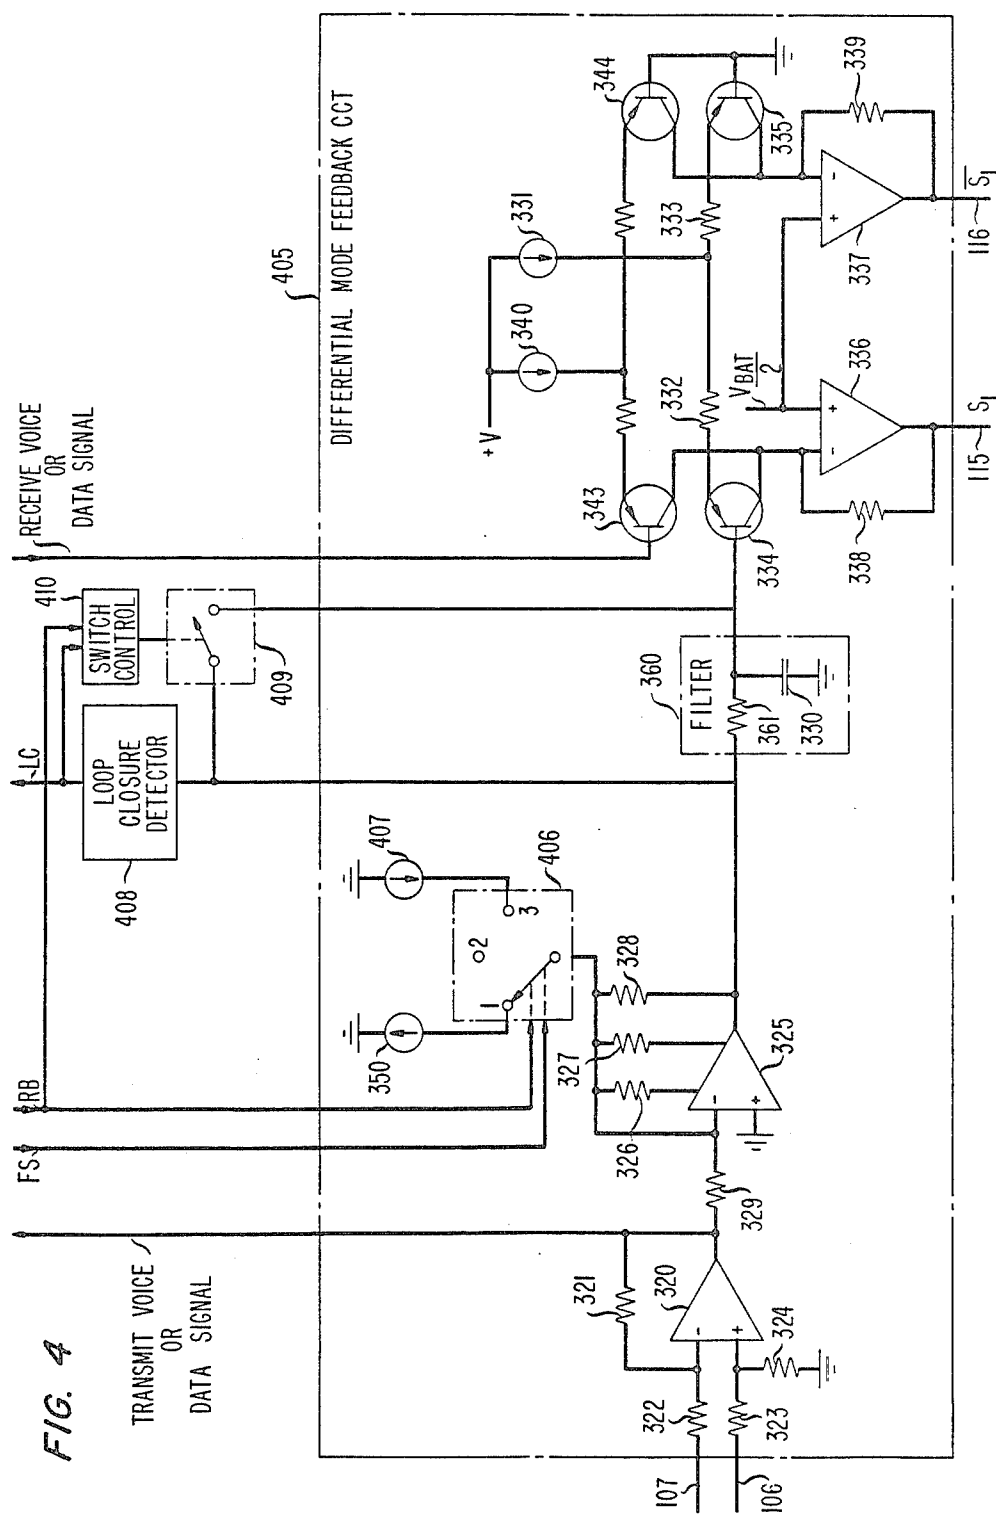 FIG. 4
TRANSMIT VOICE
OR
DATA SIGNAL
FS
RB
LC
RECEIVE VOICE
OR
DATA SIGNAL
LOOP
CLOSURE
DETECTOR
408
SWITCH
CONTROL
410
409
405
DIFFERENTIAL MODE FEEDBACK CCT
350
407
406
1
2
3
+V
340
331
343
344
334
335
332
333
321
320
322
323
324
107
106
329
326
327
328
325
-
+
-
+
FILTER
360
361
330
V BAT
2
-
+
336
338
+
-
337
339
115
S1
116
S1